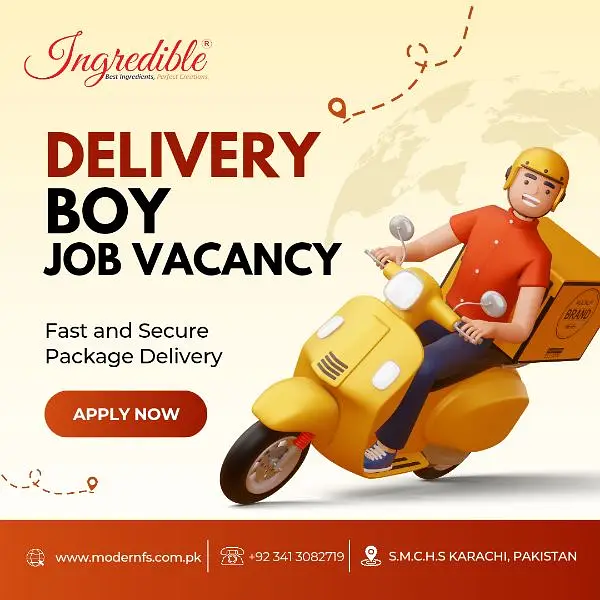 Ingredible®
Best Ingredients, Perfect Creations.
DELIVERY
BOY
JOB VACANCY
Fast and Secure
Package Delivery
APPLY NOW
BRAND
www.modernfs.com.pk
+92 341 3082719
S.M.C.H.S KARACHI, PAKISTAN